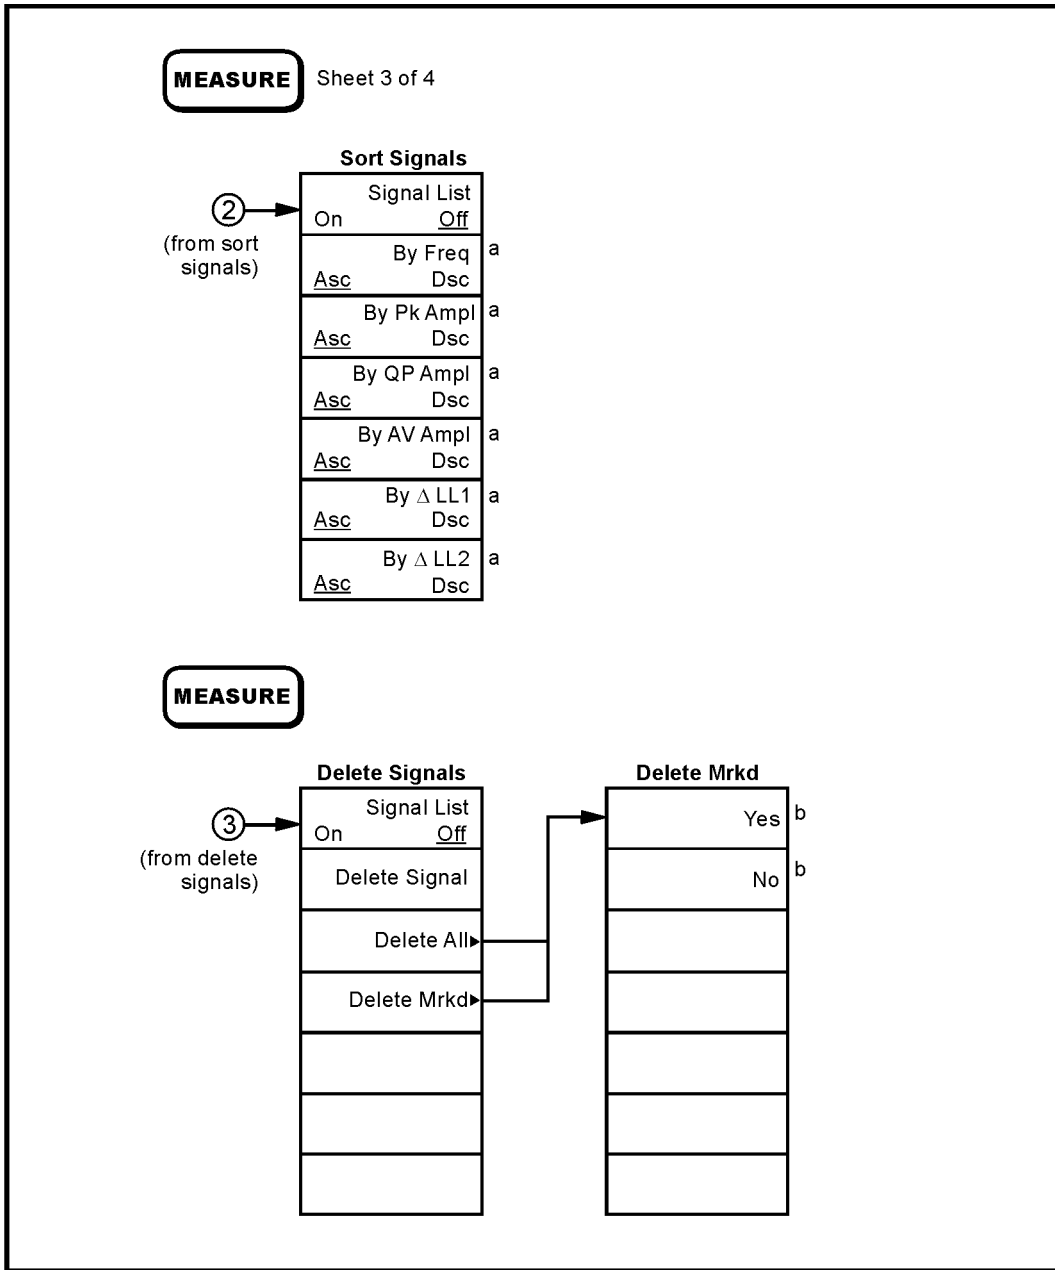 MEASURE Sheet 3 of 4
Sort Signals
2
(from sort
signals)
Signal List
On Off
By Freq a
Asc Dsc
By Pk Ampl a
Asc Dsc
By QP Ampl a
Asc Dsc
By AV Ampl a
Asc Dsc
By Δ LL1 a
Asc Dsc
By Δ LL2 a
Asc Dsc
MEASURE
Delete Signals
3
(from delete
signals)
Signal List
On Off
Delete Signal
Delete All
Delete Mrkd
Delete Mrkd
Yes b
No b